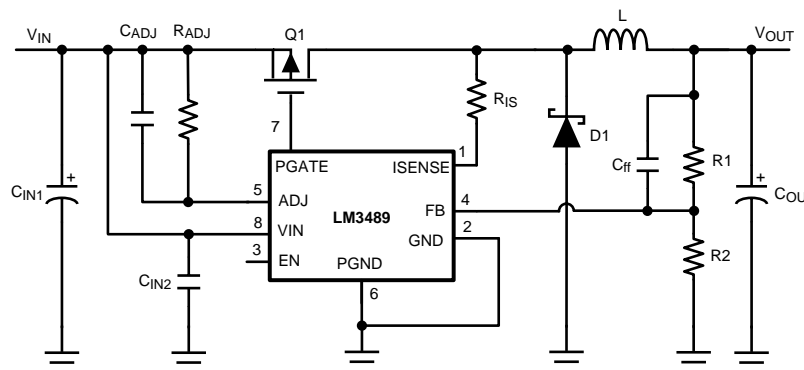 VIN
CADJ
RADJ
Q1
L
VOUT
RIS
7
1
D1
Cff
R1
PGATE
ISENSE
CIN1
+
5
ADJ
LM3489
FB
4
+
COU
8
VIN
GND
2
3
EN
PGND
R2
CIN2
6